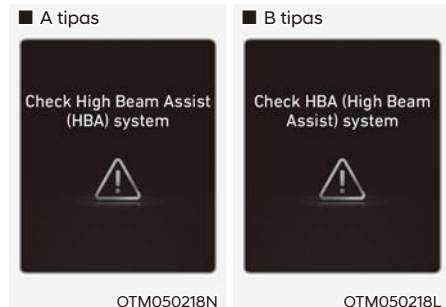 ■ A tipas
Check High Beam Assist
(HBA) system
OTM050218N
■ B tipas
Check HBA (High Beam
Assist) system
OTM050218L